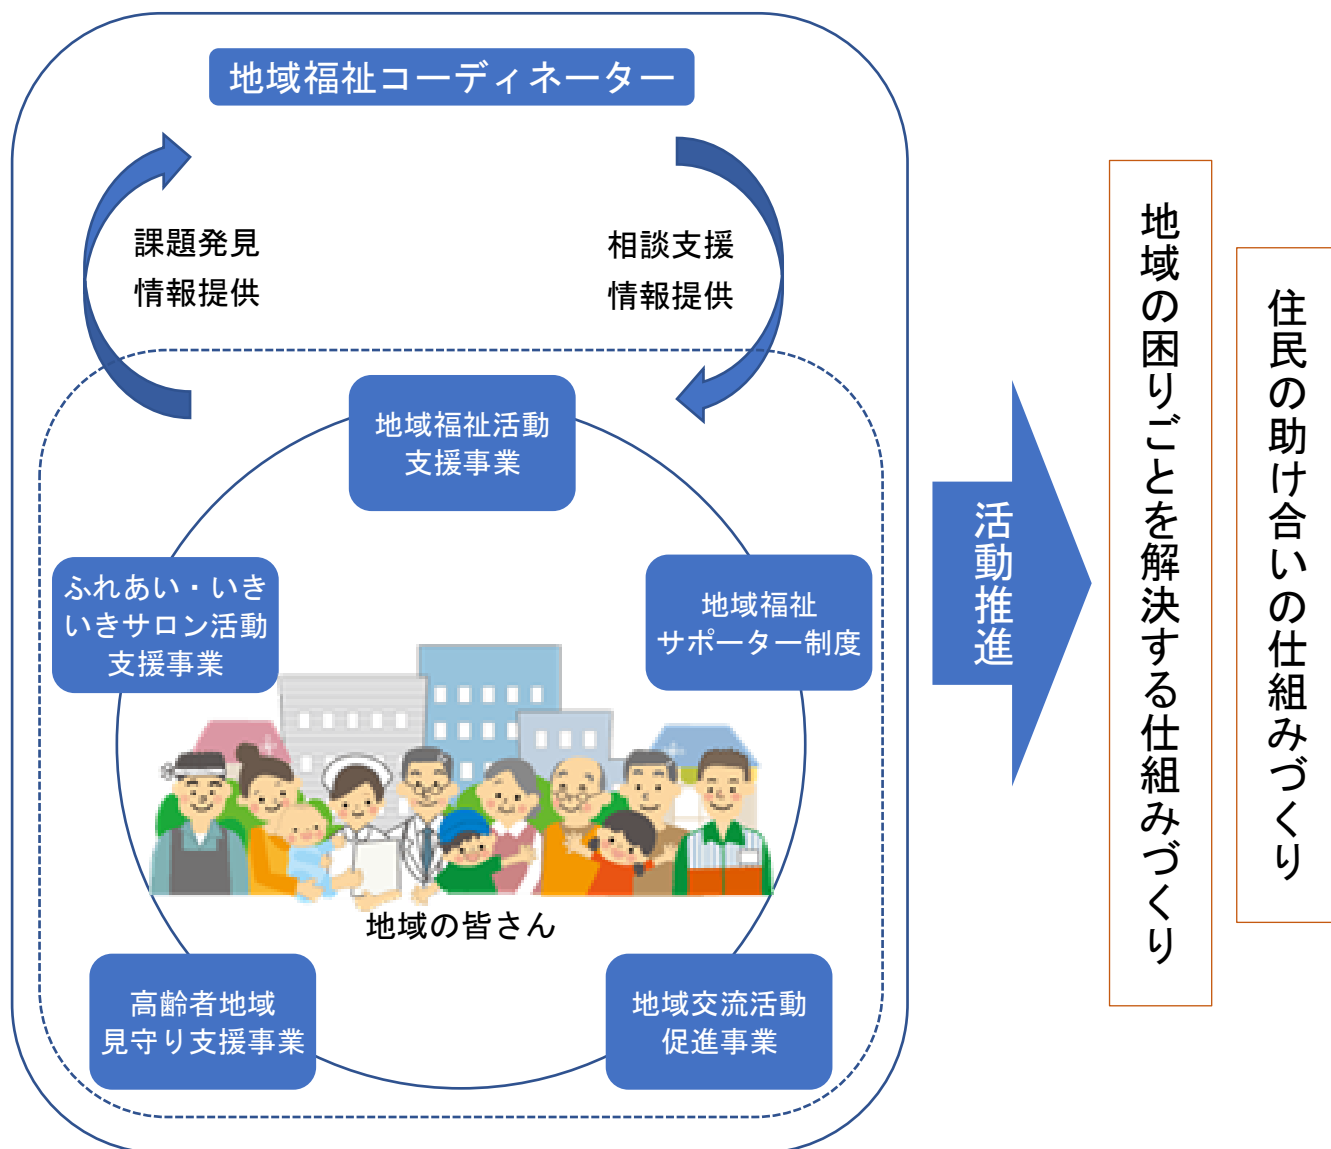 地域福祉コーディネーター
課題発見
情報提供
相談支援
情報提供
地域福祉活動
支援事業
ふれあい・いき
いきサロン活動
支援事業
地域福祉
サポーター制度
地域の皆さん
高齢者地域
見守り支援事業
地域交流活動
促進事業
活動推進
地域の困りごとを解決する仕組みづくり
住民の助け合いの仕組みづくり